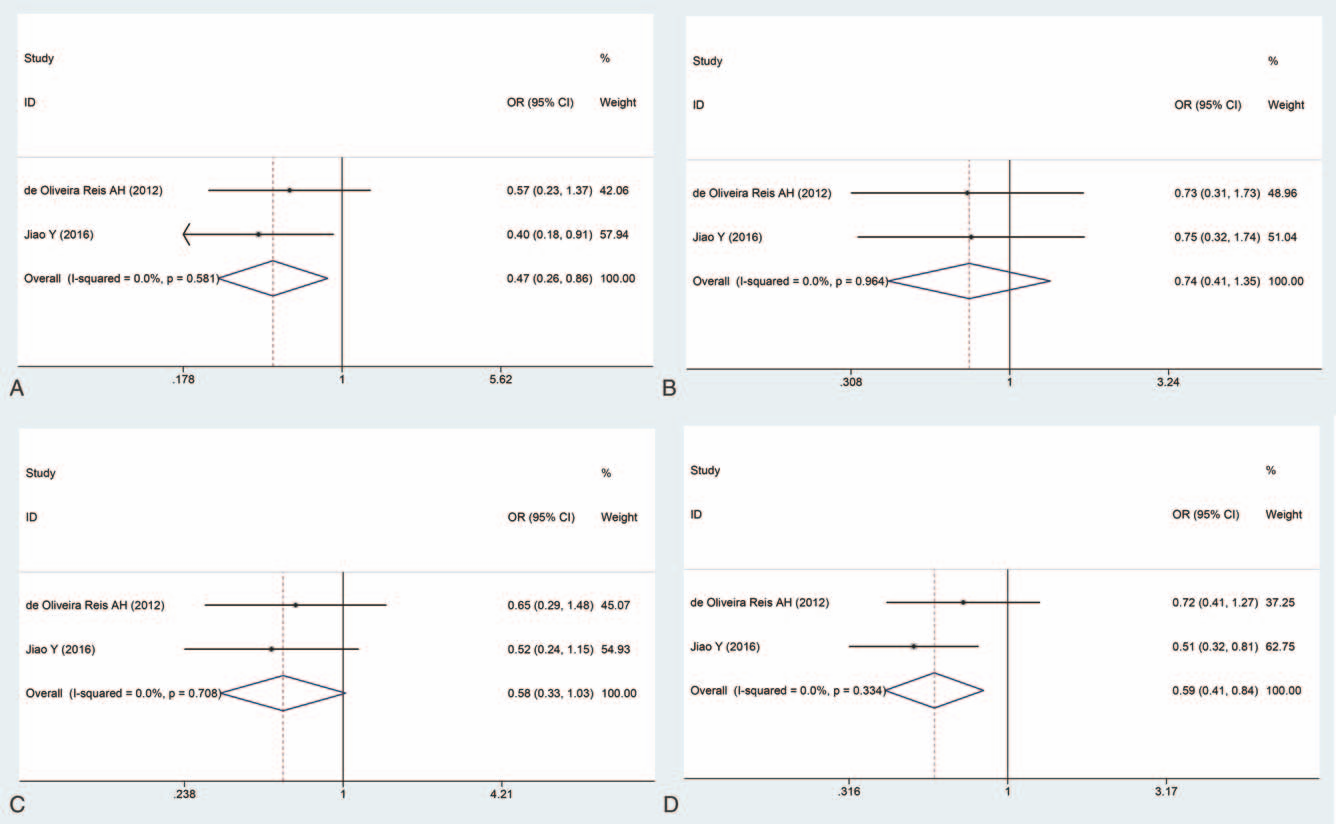 Study %
ID OR (95% CI) Weight
de Oliveira Reis AH (2012) 0.57 (0.23, 1.37) 42.06
Jiao Y (2016) 0.40 (0.18, 0.91) 57.94
Overall (I-squared = 0.0%, p = 0.581) 0.47 (0.26, 0.86) 100.00
.178 1 5.62
A
Study %
ID OR (95% CI) Weight
de Oliveira Reis AH (2012) 0.73 (0.31, 1.73) 48.96
Jiao Y (2016) 0.75 (0.32, 1.74) 51.04
Overall (I-squared = 0.0%, p = 0.964) 0.74 (0.41, 1.35) 100.00
.308 1 3.24
B
Study %
ID OR (95% CI) Weight
de Oliveira Reis AH (2012) 0.65 (0.29, 1.48) 45.07
Jiao Y (2016) 0.52 (0.24, 1.15) 54.93
Overall (I-squared = 0.0%, p = 0.708) 0.58 (0.33, 1.03) 100.00
.238 1 4.21
C
Study %
ID OR (95% CI) Weight
de Oliveira Reis AH (2012) 0.72 (0.41, 1.27) 37.25
Jiao Y (2016) 0.51 (0.32, 0.81) 62.75
Overall (I-squared = 0.0%, p = 0.334) 0.59 (0.41, 0.84) 100.00
.316 1 3.17
D